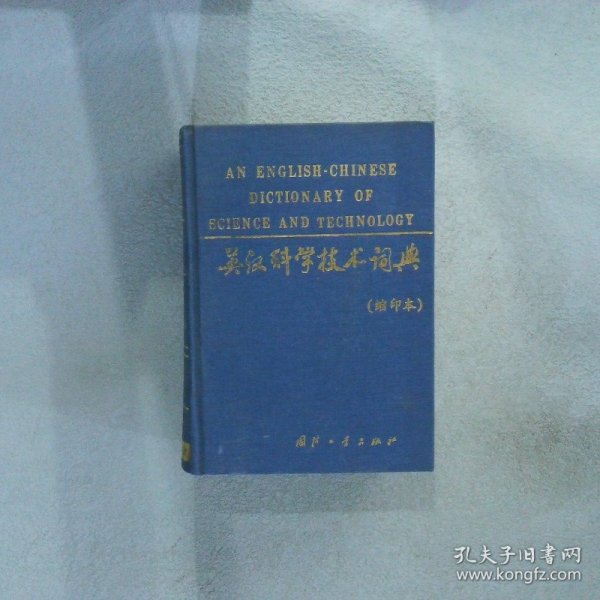 AN ENGLISH-CHINESE
DICTIONARY OF
SCIENCE AND TECHNOLOGY
英汉科学技术词典
(缩印本)
国防工业出版社
孔夫子旧书网
www.kongfz.com